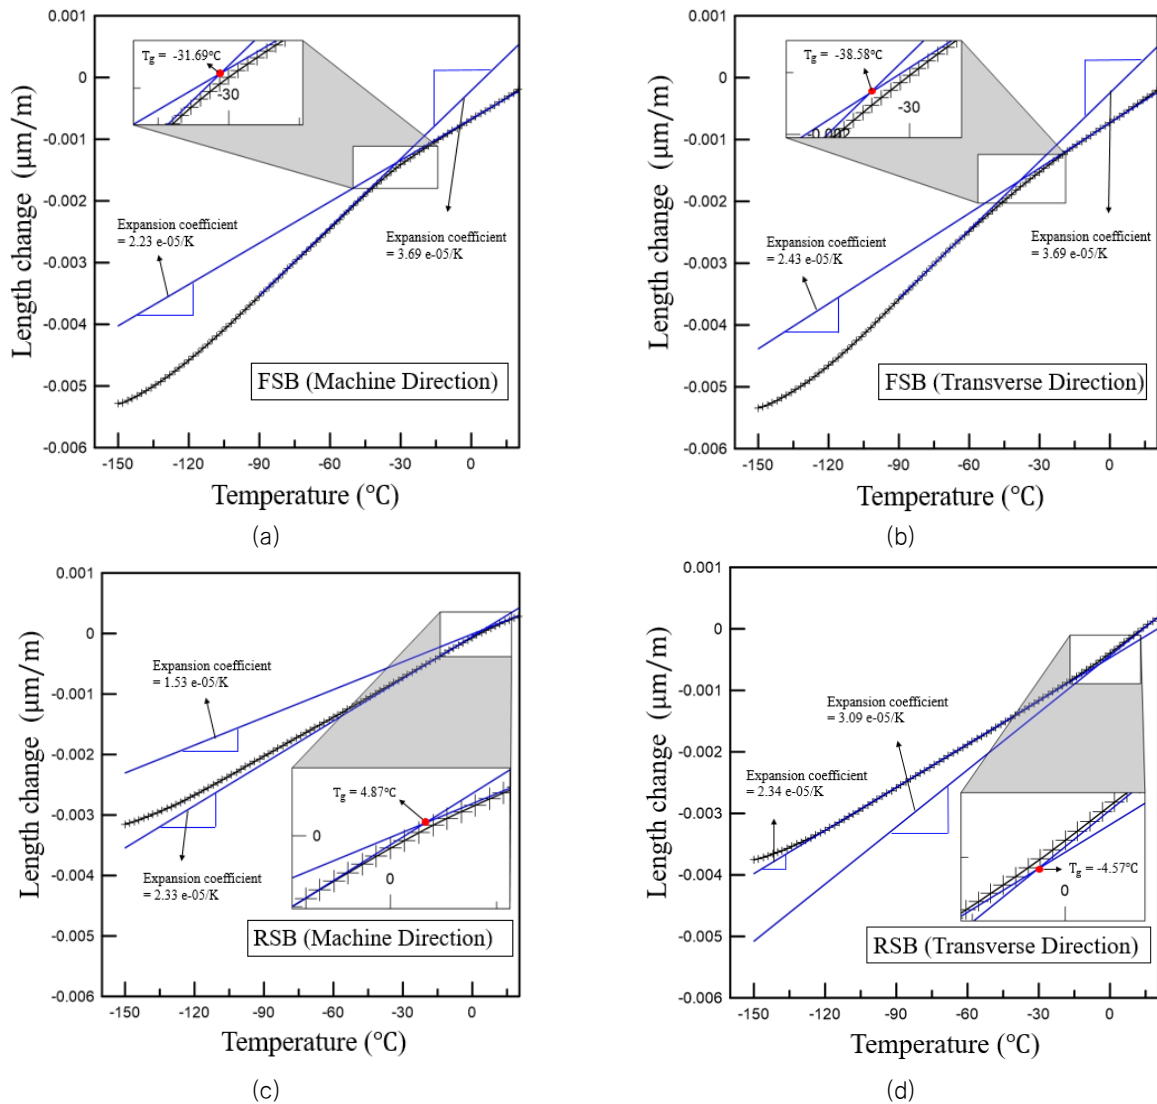 0.001
0
-0.001
-0.002
-0.003
-0.004
-0.005
-0.006
Length change (μm/m)
Tg = -31.69℃
-30
Expansion coefficient
= 2.23 e-05/K
Expansion coefficient
= 3.69 e-05/K
FSB (Machine Direction)
-150 -120 -90 -60 -30 0
Temperature (℃)
(a)
0.001
0
-0.001
-0.002
-0.003
-0.004
-0.005
-0.006
Length change (μm/m)
Tg = -38.58℃
-30
-0.002
Expansion coefficient
= 2.43 e-05/K
Expansion coefficient
= 3.69 e-05/K
FSB (Transverse Direction)
-150 -120 -90 -60 -30 0
Temperature (℃)
(b)
0.001
0
-0.001
-0.002
-0.003
-0.004
-0.005
-0.006
Length change (μm/m)
Expansion coefficient
= 1.53 e-05/K
Tg = 4.87℃
0
0
Expansion coefficient
= 2.33 e-05/K
RSB (Machine Direction)
-150 -120 -90 -60 -30 0
Temperature (℃)
(c)
0.001
0
-0.001
-0.002
-0.003
-0.004
-0.005
-0.006
Length change (μm/m)
Expansion coefficient
= 3.09 e-05/K
Expansion coefficient
= 2.34 e-05/K
Tg = -4.57℃
0
RSB (Transverse Direction)
-150 -120 -90 -60 -30 0
Temperature (℃)
(d)